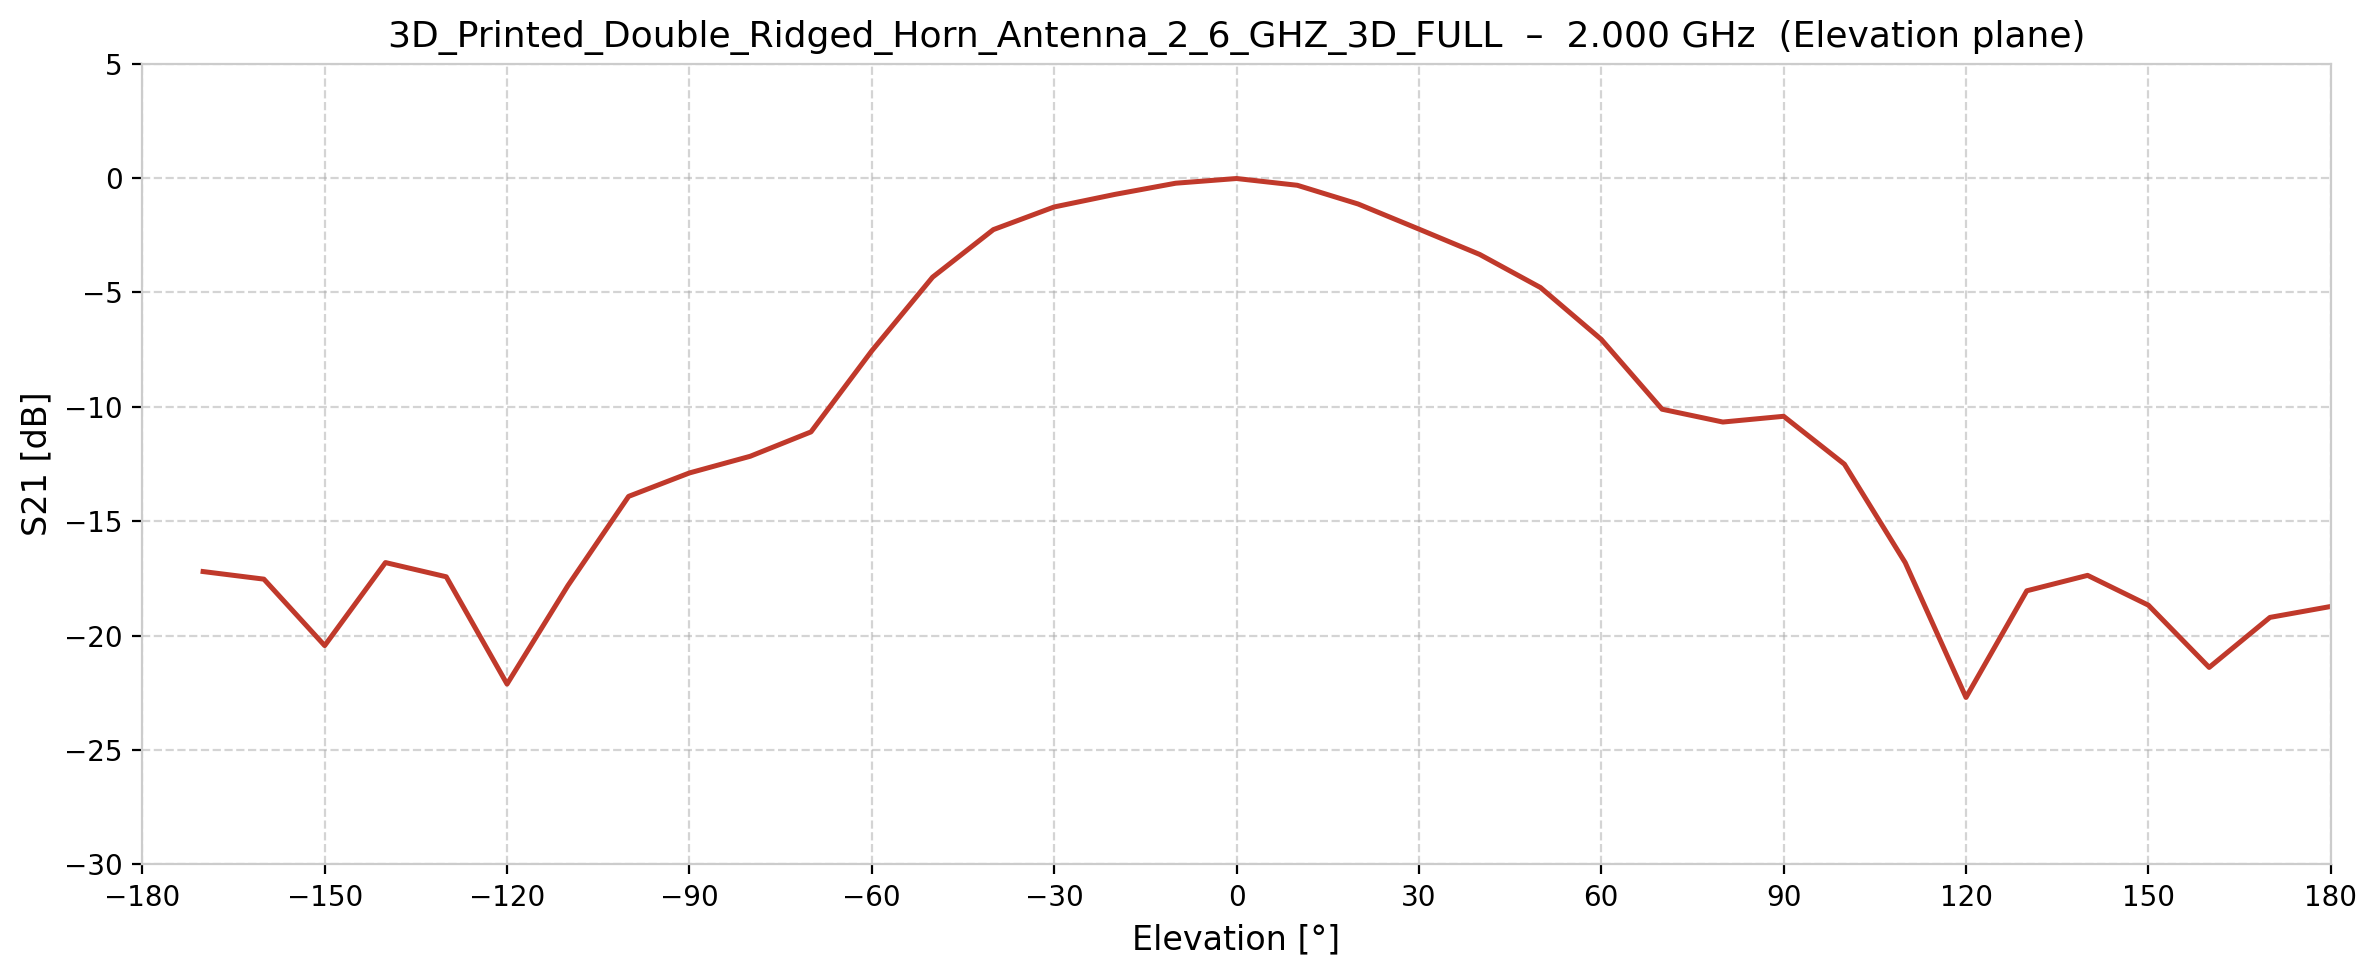 3D_Printed_Double_Ridged_Horn_Antenna_2_6_GHZ_3D_FULL – 2.000 GHz (Elevation plane)
S21 [dB]
5
0
−5
−10
−15
−20
−25
−30
−180 −150 −120 −90 −60 −30 0 30 60 90 120 150 180
Elevation [°]